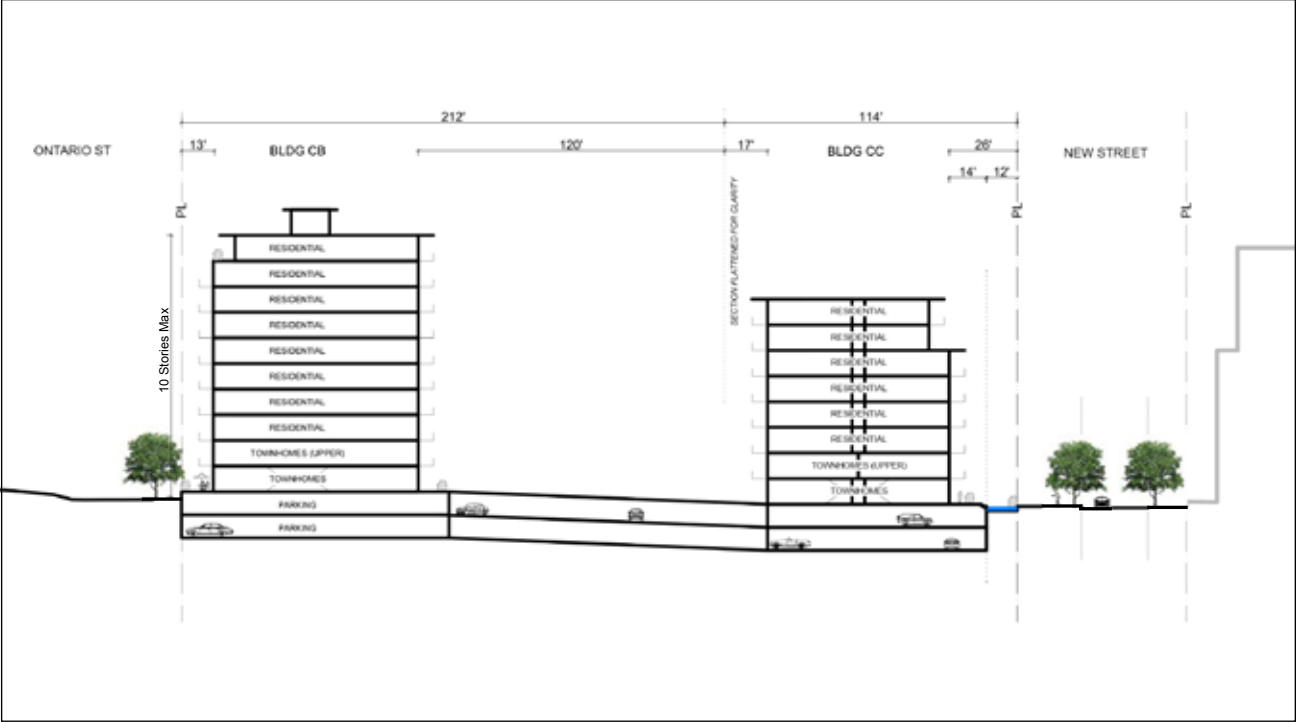 212'
114'
ONTARIO ST
13'
BLDG CB
120'
17'
BLDG CC
26'
NEW STREET
14'
12'
PL
PL
PL
SECTION FLATTENED FOR CLARITY
10 Stories Max
RESIDENTIAL
RESIDENTIAL
RESIDENTIAL
RESIDENTIAL
RESIDENTIAL
RESIDENTIAL
RESIDENTIAL
RESIDENTIAL
TOWNHOMES (UPPER)
TOWNHOMES
PARKING
PARKING
RESIDENTIAL
RESIDENTIAL
RESIDENTIAL
RESIDENTIAL
RESIDENTIAL
RESIDENTIAL
TOWNHOMES (UPPER)
TOWNHOMES